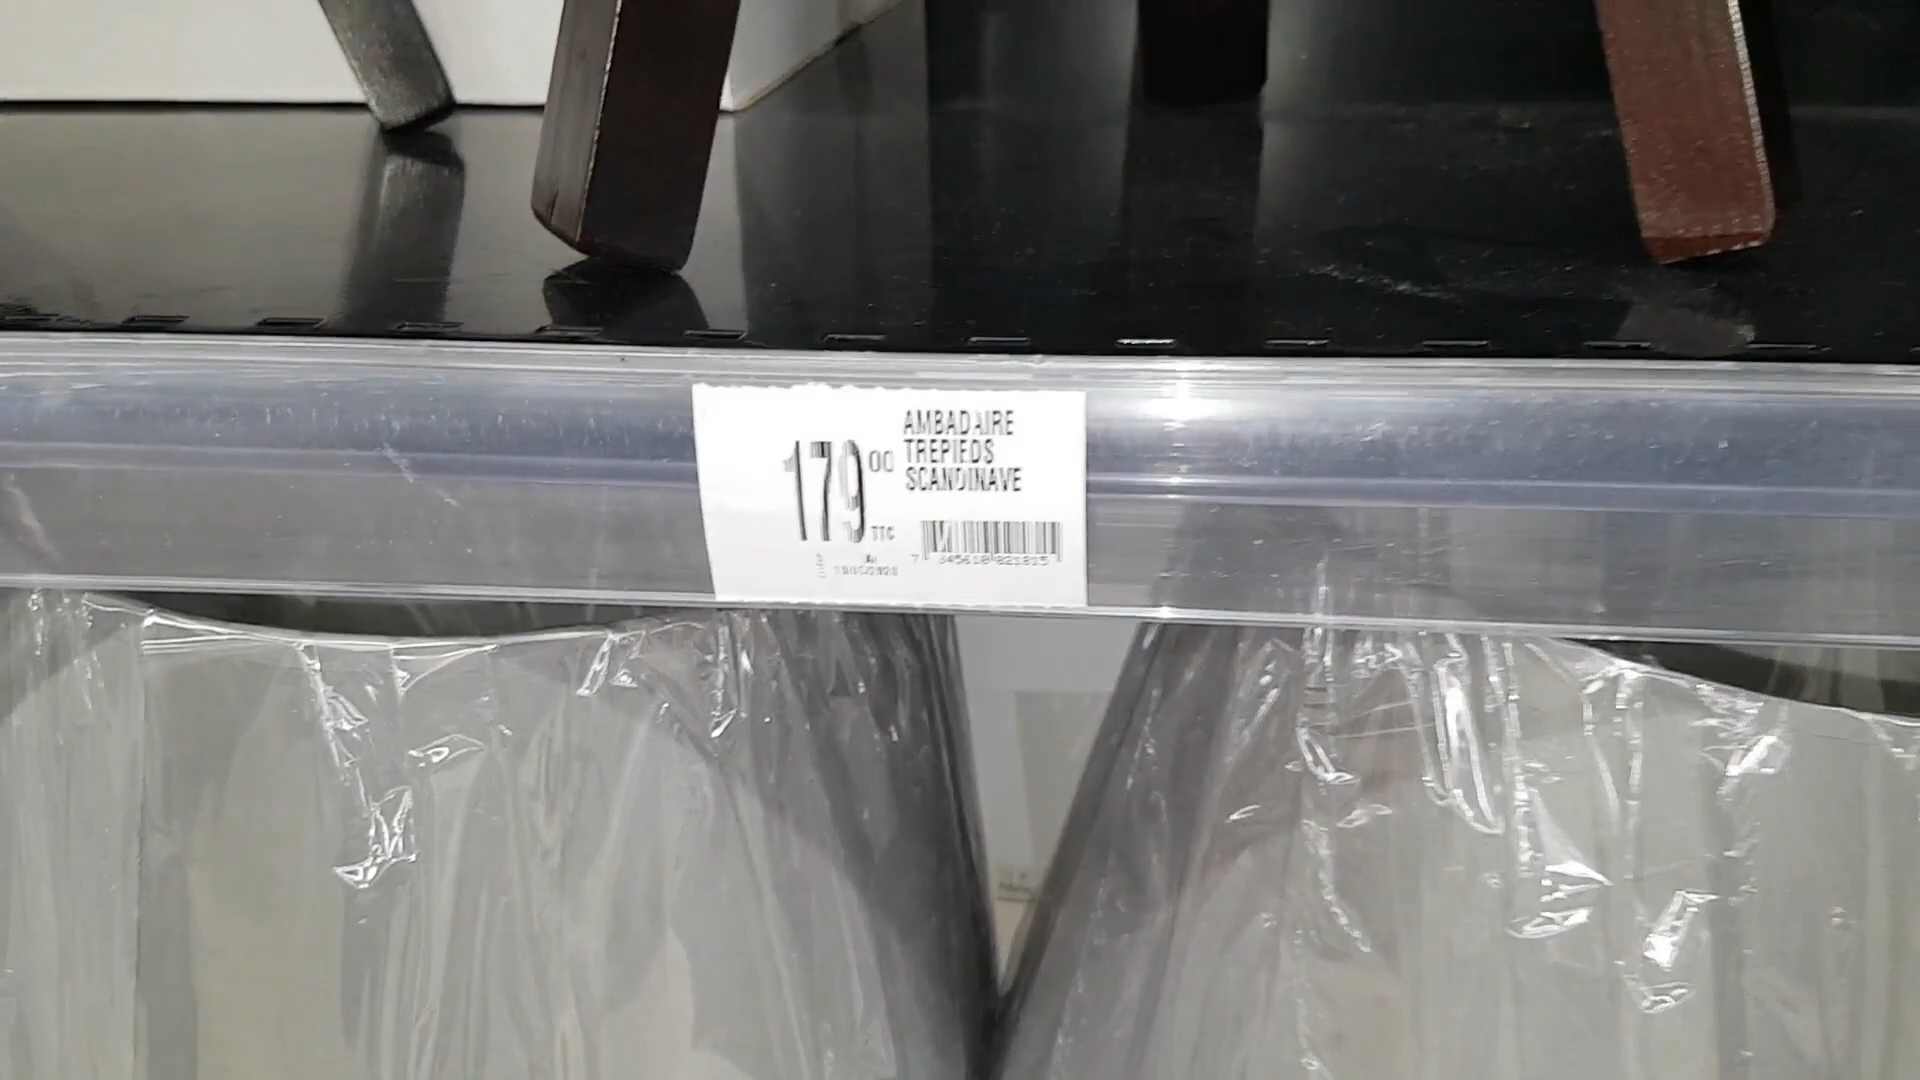 179 00
TTC
AMBADAIRE
TREPIEDS
SCANDINAVE